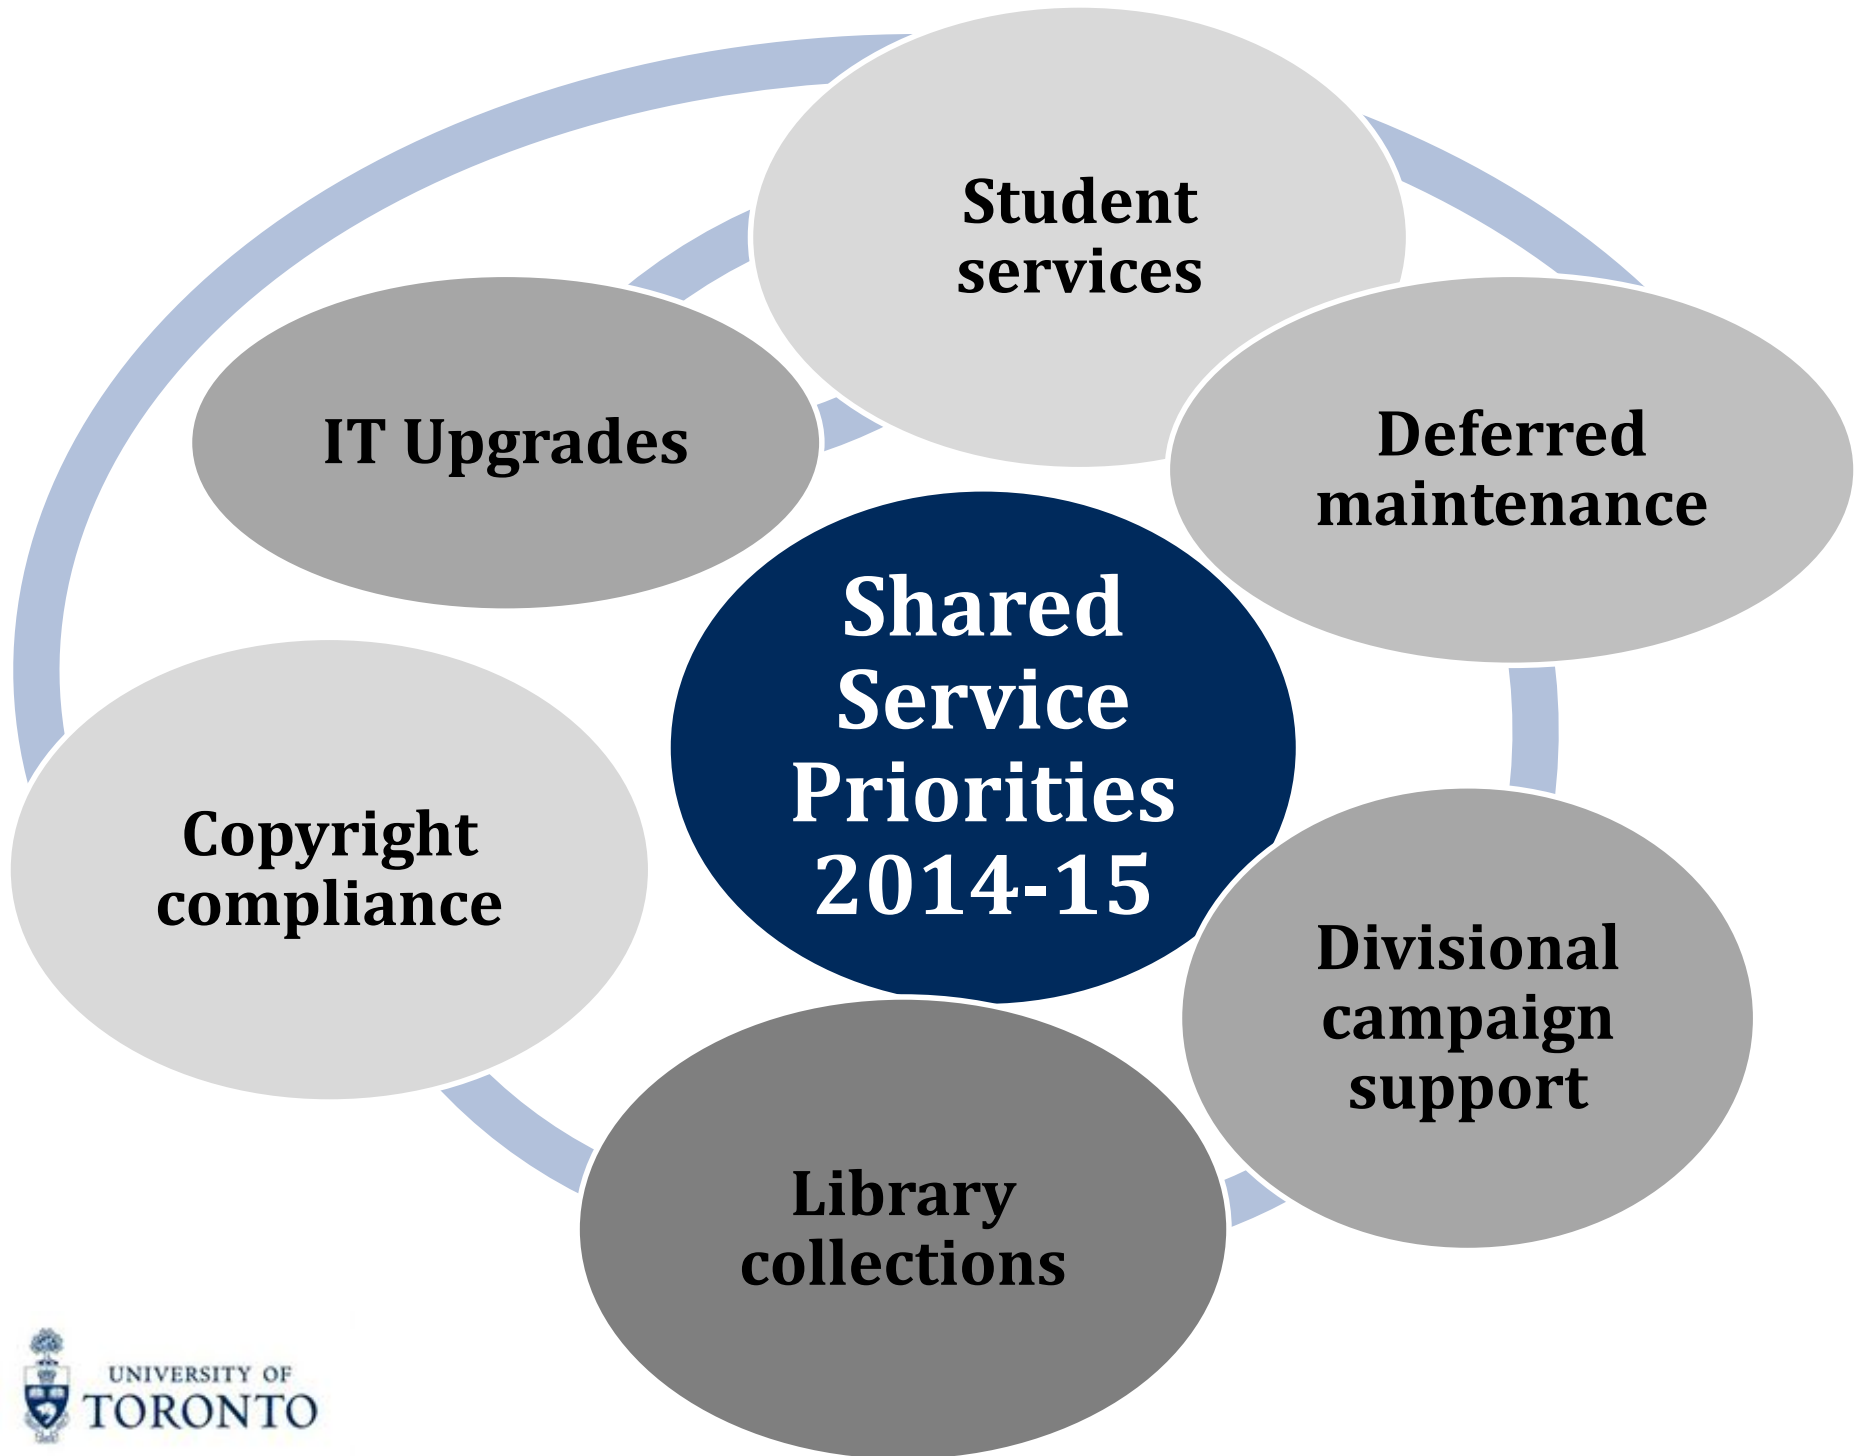 Student
services
IT Upgrades
Deferred
maintenance
Shared
Service
Priorities
2014-15
Copyright
compliance
Divisional
campaign
support
Library
collections
UNIVERSITY OF
TORONTO